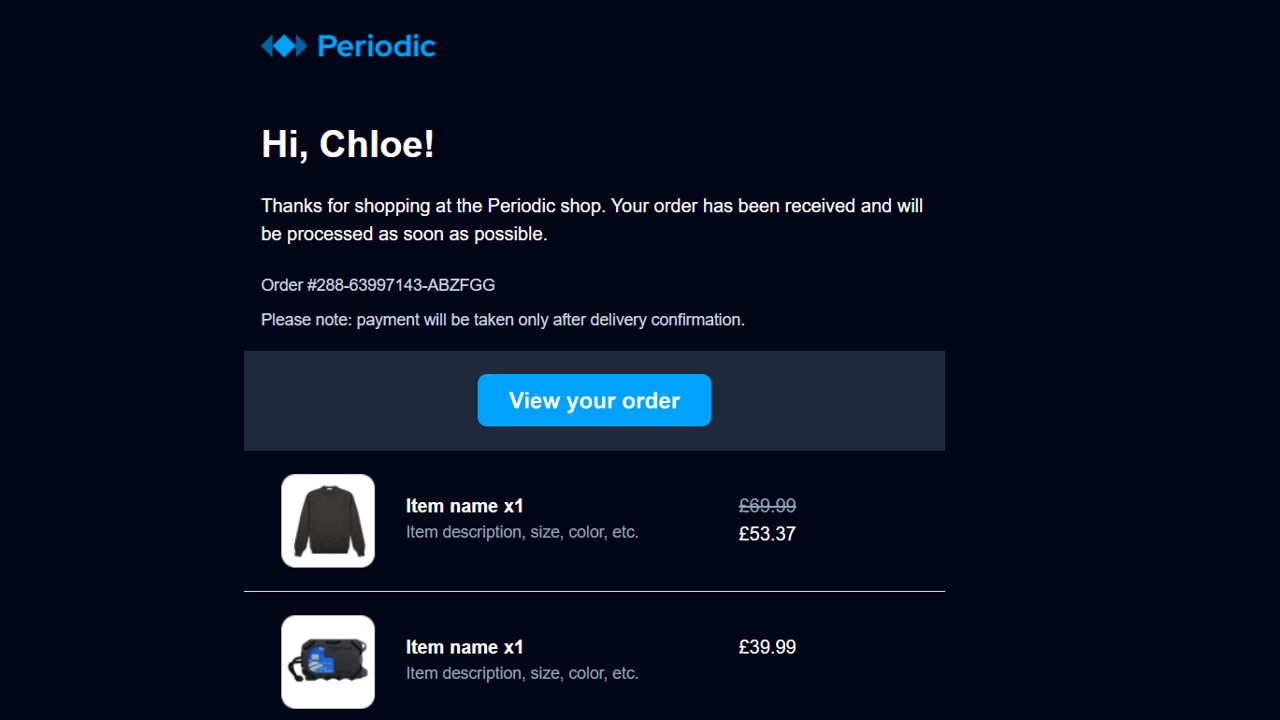 Periodic
Hi, Chloe!
Thanks for shopping at the Periodic shop. Your order has been received and will
be processed as soon as possible.
Order #288-63997143-ABZFGG
Please note: payment will be taken only after delivery confirmation.
View your order
Item name x1
£69.99
Item description, size, color, etc.
£53.37
Item name x1
£39.99
Item description, size, color, etc.